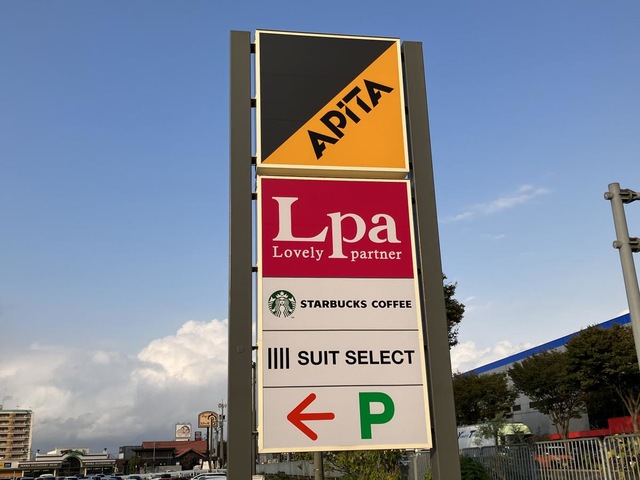 APiTA
Lpa
Lovely partner
STARBUCKS COFFEE
SUIT SELECT
P